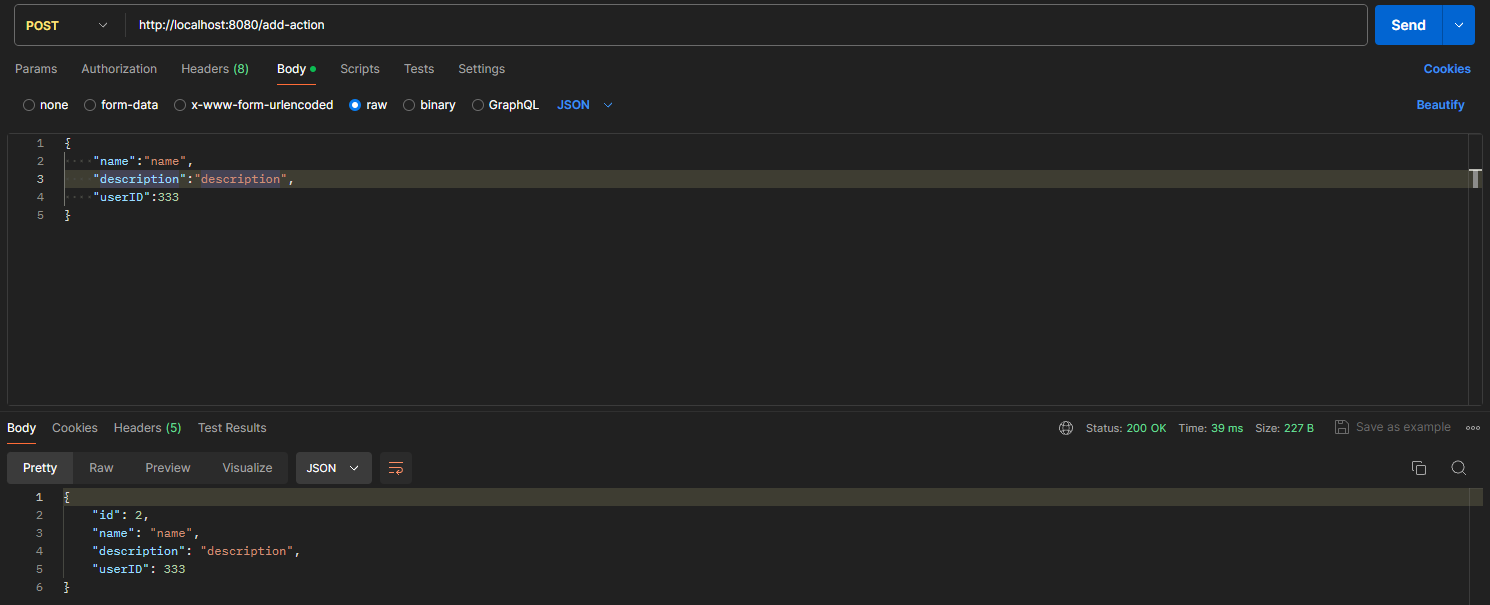 POST http://localhost:8080/add-action Send
Params Authorization Headers (8) Body Scripts Tests Settings Cookies
none form-data x-www-form-urlencoded raw binary GraphQL JSON Beautify
1 {
2 "name":"name",
3 "description":"description",
4 "userID":333
5 }
Body Cookies Headers (5) Test Results Status: 200 OK Time: 39 ms Size: 227 B Save as example
Pretty Raw Preview Visualize JSON
1 {
2 "id": 2,
3 "name": "name",
4 "description": "description",
5 "userID": 333
6 }